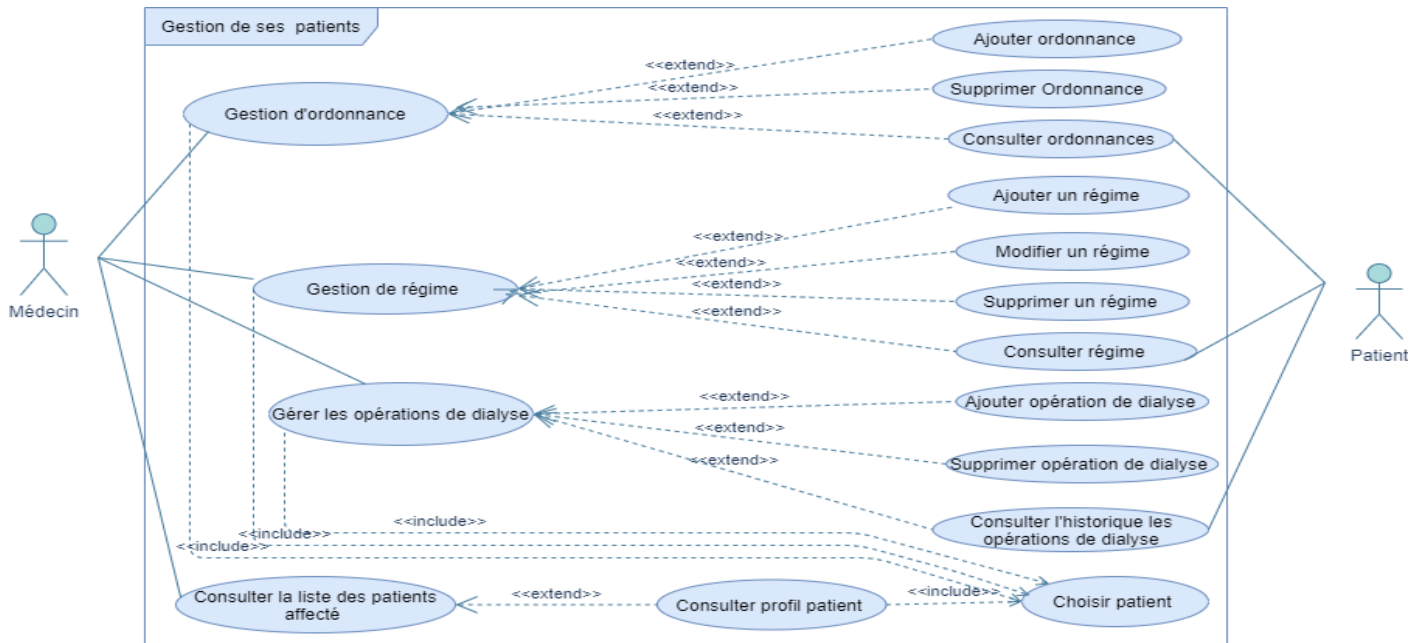 Gestion de ses patients
Ajouter ordonnance
<<extend>>
Supprimer Ordonnance
<<extend>>
Gestion d'ordonnance
<<extend>>
Consulter ordonnances
Ajouter un régime
<<extend>>
Modifier un régime
<<extend>>
Gestion de régime
<<extend>>
Supprimer un régime
<<extend>>
Consulter régime
Médecin
Patient
<<extend>>
Ajouter opération de dialyse
Gérer les opérations de dialyse
<<extend>>
Supprimer opération de dialyse
<<extend>>
Consulter l'historique les
opérations de dialyse
<<include>>
<<include>>
<<include>>
Consulter la liste des patients
affecté
<<extend>>
Consulter profil patient
<<include>>
Choisir patient